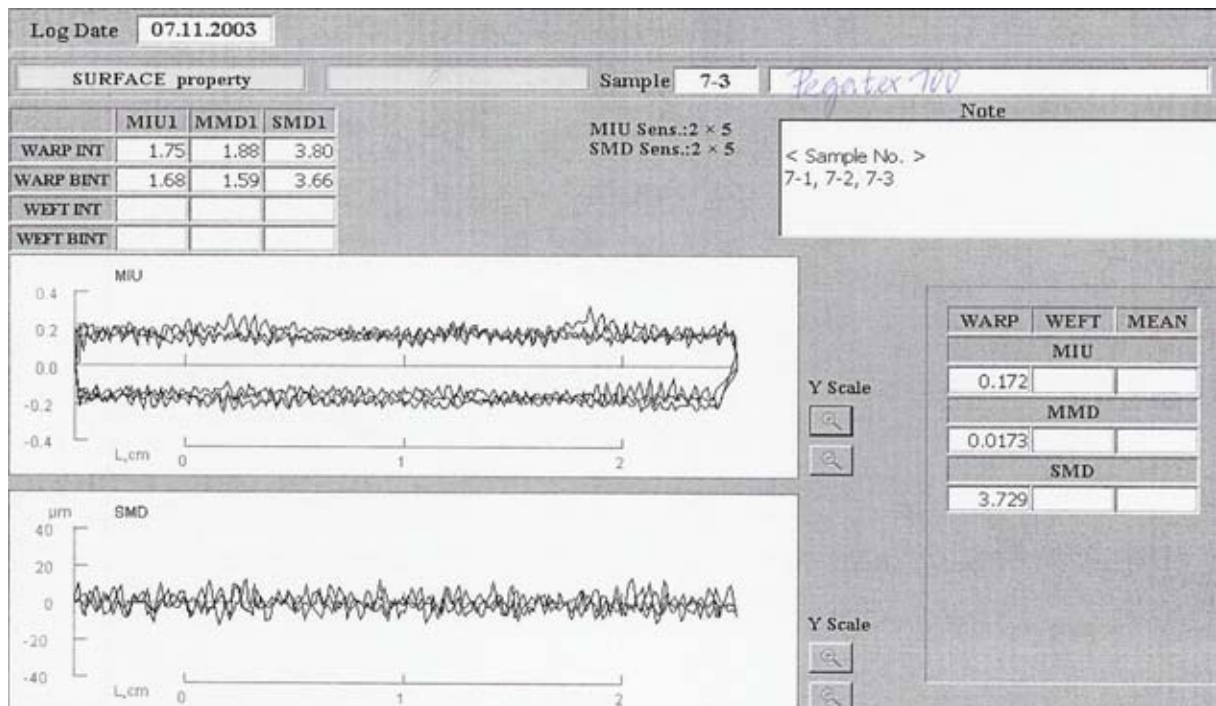 Log Date 07.11.2003
SURFACE property Sample 7-3 Pegatex 100
Note
MIU1 MMD1 SMD1
WARP INT 1.75 1.88 3.80
WARP BINT 1.68 1.59 3.66
WEFT INT
WEFT BINT
MIU Sens.:2 × 5
SMD Sens.:2 × 5
< Sample No. >
7-1, 7-2, 7-3
MIU
0.4
0.2
0.0
-0.2
-0.4
L,cm 0 1 2
Y Scale
WARP WEFT MEAN
MIU
0.172
MMD
0.0173
SMD
3.729
µm SMD
40
20
0
-20
-40
L,cm 0 1 2
Y Scale